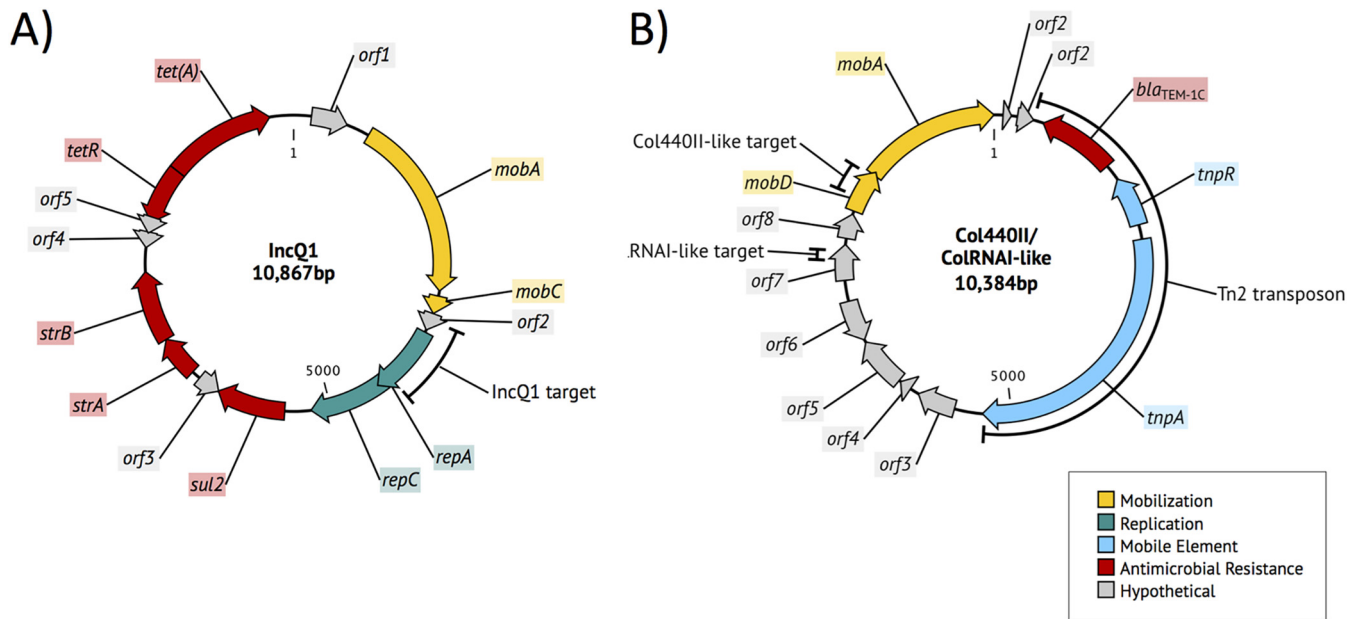 A)
orf1
tet(A)
1
tetR
mobA
orf5
orf4
IncQ1
10,867bp
mobC
orf2
strB
5000
IncQ1 target
strA
orf3
repA
sul2
repC
B)
orf2
orf2
mobA
blaTEM-1C
Col440II-like target
1
tnpR
mobD
orf8
Col440II/
ColRNAI-like
10,384bp
RNAI-like target
orf7
Tn2 transposon
orf6
5000
orf5
orf4
tnpA
orf3
Mobilization
Replication
Mobile Element
Antimicrobial Resistance
Hypothetical